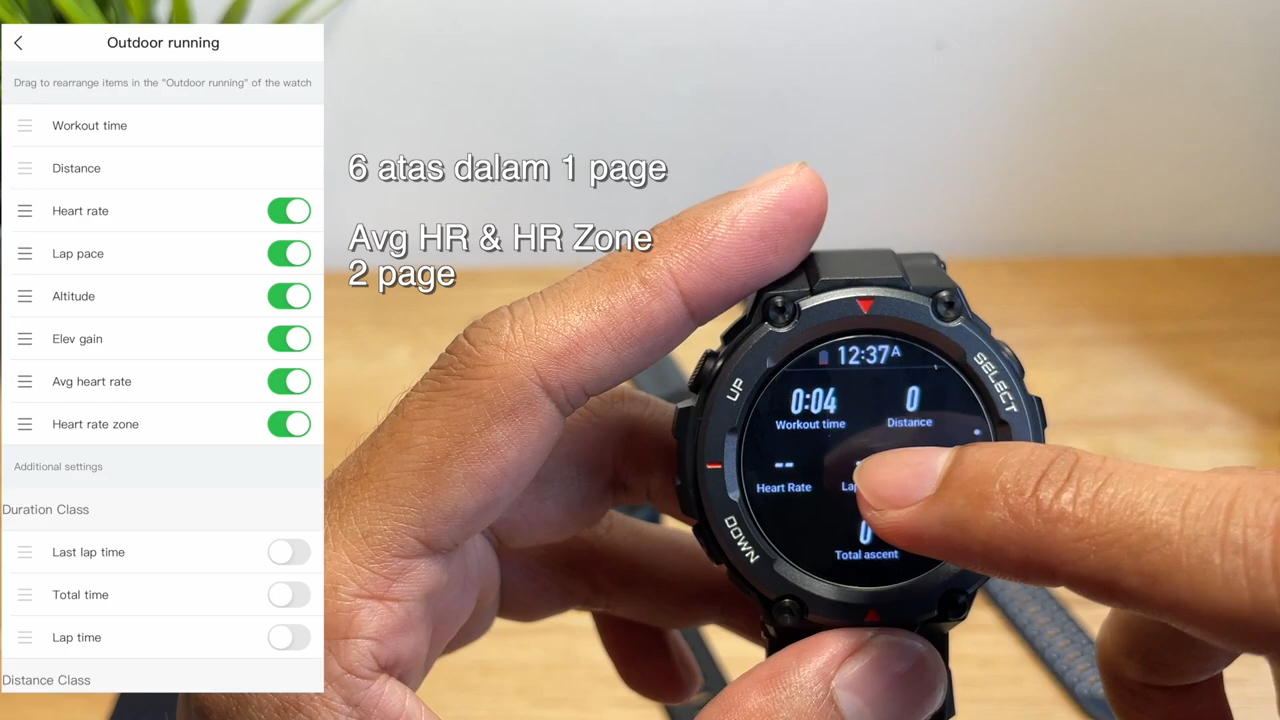 Outdoor running
Drag to rearrange items in the "Outdoor running" of the watch
Workout time
Distance
Heart rate
Lap pace
Altitude
Elev gain
Avg heart rate
Heart rate zone
Additional settings
Duration Class
Last lap time
Total time
Lap time
Distance Class
6 atas dalam 1 page
Avg HR & HR Zone
2 page
UP
SELECT
DOWN
12:37A
0:04
0
Workout time
Distance
--
Heart Rate
0
Total ascent